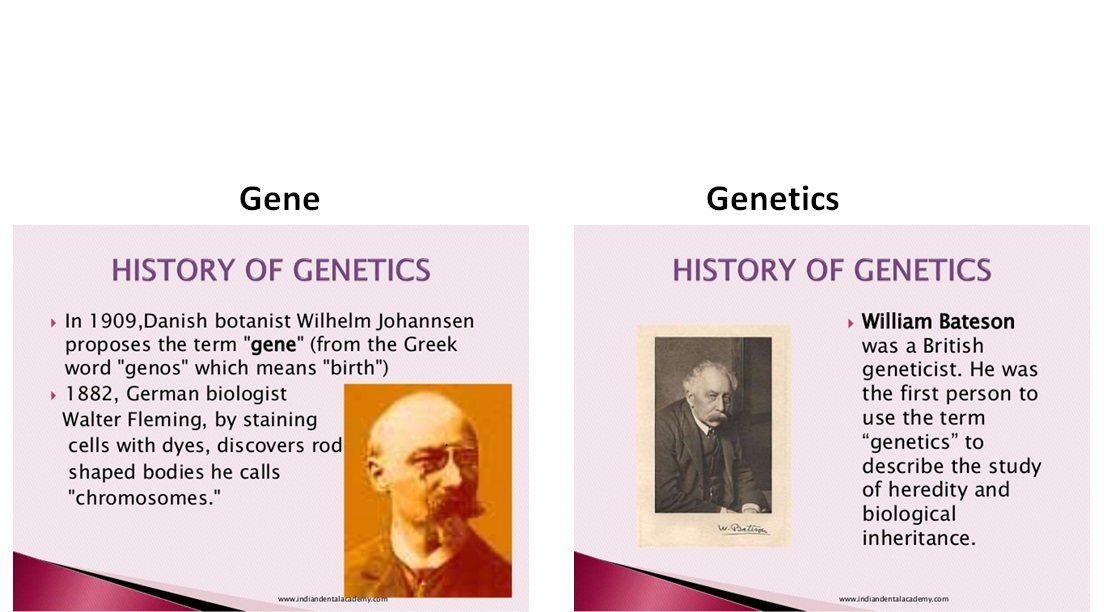 Gene
HISTORY OF GENETICS
In 1909,Danish botanist Wilhelm Johannsen
proposes the term "gene" (from the Greek
word "genos" which means "birth")
1882, German biologist
Walter Fleming, by staining
cells with dyes, discovers rod
shaped bodies he calls
"chromosomes."
www.indiandentalacademy.com
Genetics
HISTORY OF GENETICS
William Bateson
was a British
geneticist. He was
the first person to
use the term
“genetics” to
describe the study
of heredity and
biological
inheritance.
W. Bateson
www.indiandentalacademy.com